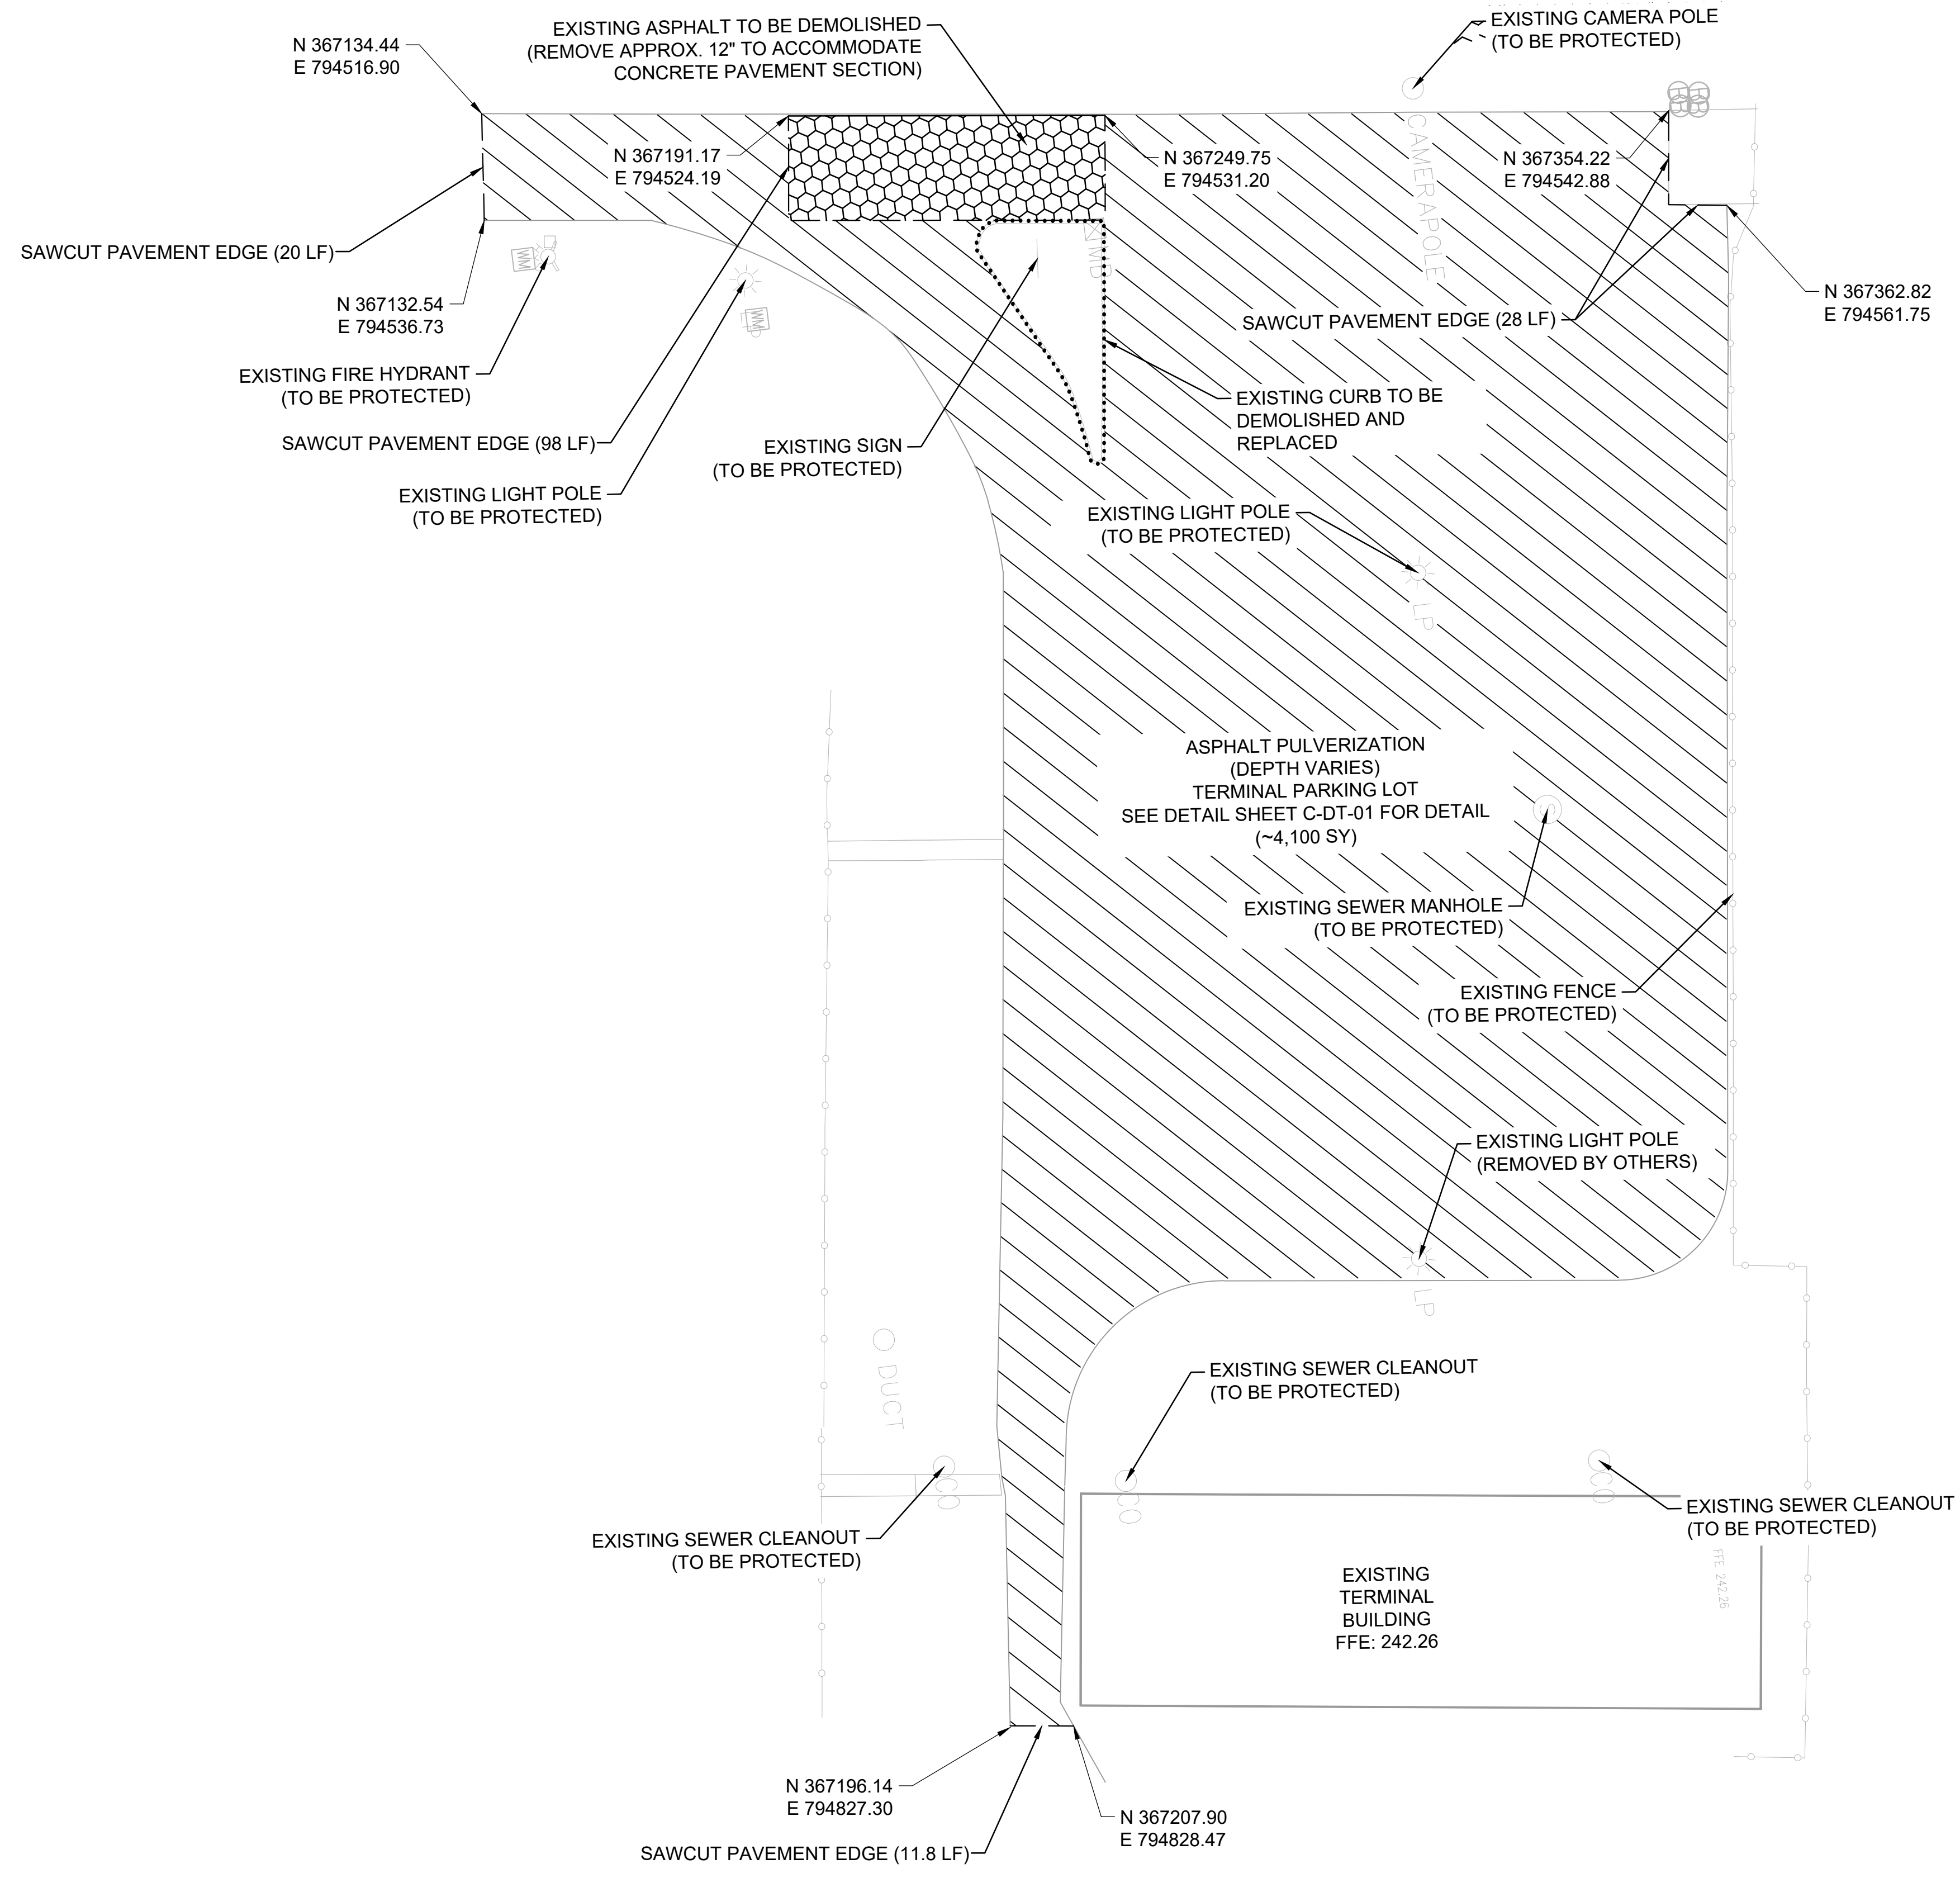 EXISTING ASPHALT TO BE DEMOLISHED
(REMOVE APPROX. 12" TO ACCOMMODATE
CONCRETE PAVEMENT SECTION)
EXISTING CAMERA POLE
(TO BE PROTECTED)
N 367134.44
E 794516.90
N 367191.17
E 794524.19
N 367249.75
E 794531.20
N 367354.22
E 794542.88
CAMERAPOLE
SAWCUT PAVEMENT EDGE (20 LF)
WM
MB
N 367132.54
E 794536.73
WM
SAWCUT PAVEMENT EDGE (28 LF)
N 367362.82
E 794561.75
EXISTING FIRE HYDRANT
(TO BE PROTECTED)
EXISTING CURB TO BE
DEMOLISHED AND
REPLACED
SAWCUT PAVEMENT EDGE (98 LF)
EXISTING SIGN
(TO BE PROTECTED)
EXISTING LIGHT POLE
(TO BE PROTECTED)
EXISTING LIGHT POLE
(TO BE PROTECTED)
LP
ASPHALT PULVERIZATION
(DEPTH VARIES)
TERMINAL PARKING LOT
SEE DETAIL SHEET C-DT-01 FOR DETAIL
(~4,100 SY)
S
EXISTING SEWER MANHOLE
(TO BE PROTECTED)
EXISTING FENCE
(TO BE PROTECTED)
EXISTING LIGHT POLE
(REMOVED BY OTHERS)
LP
DUCT
EXISTING SEWER CLEANOUT
(TO BE PROTECTED)
CO
CO
CO
EXISTING SEWER CLEANOUT
(TO BE PROTECTED)
EXISTING SEWER CLEANOUT
(TO BE PROTECTED)
FFE 242.26
EXISTING
TERMINAL
BUILDING
FFE: 242.26
N 367196.14
E 794827.30
N 367207.90
E 794828.47
SAWCUT PAVEMENT EDGE (11.8 LF)